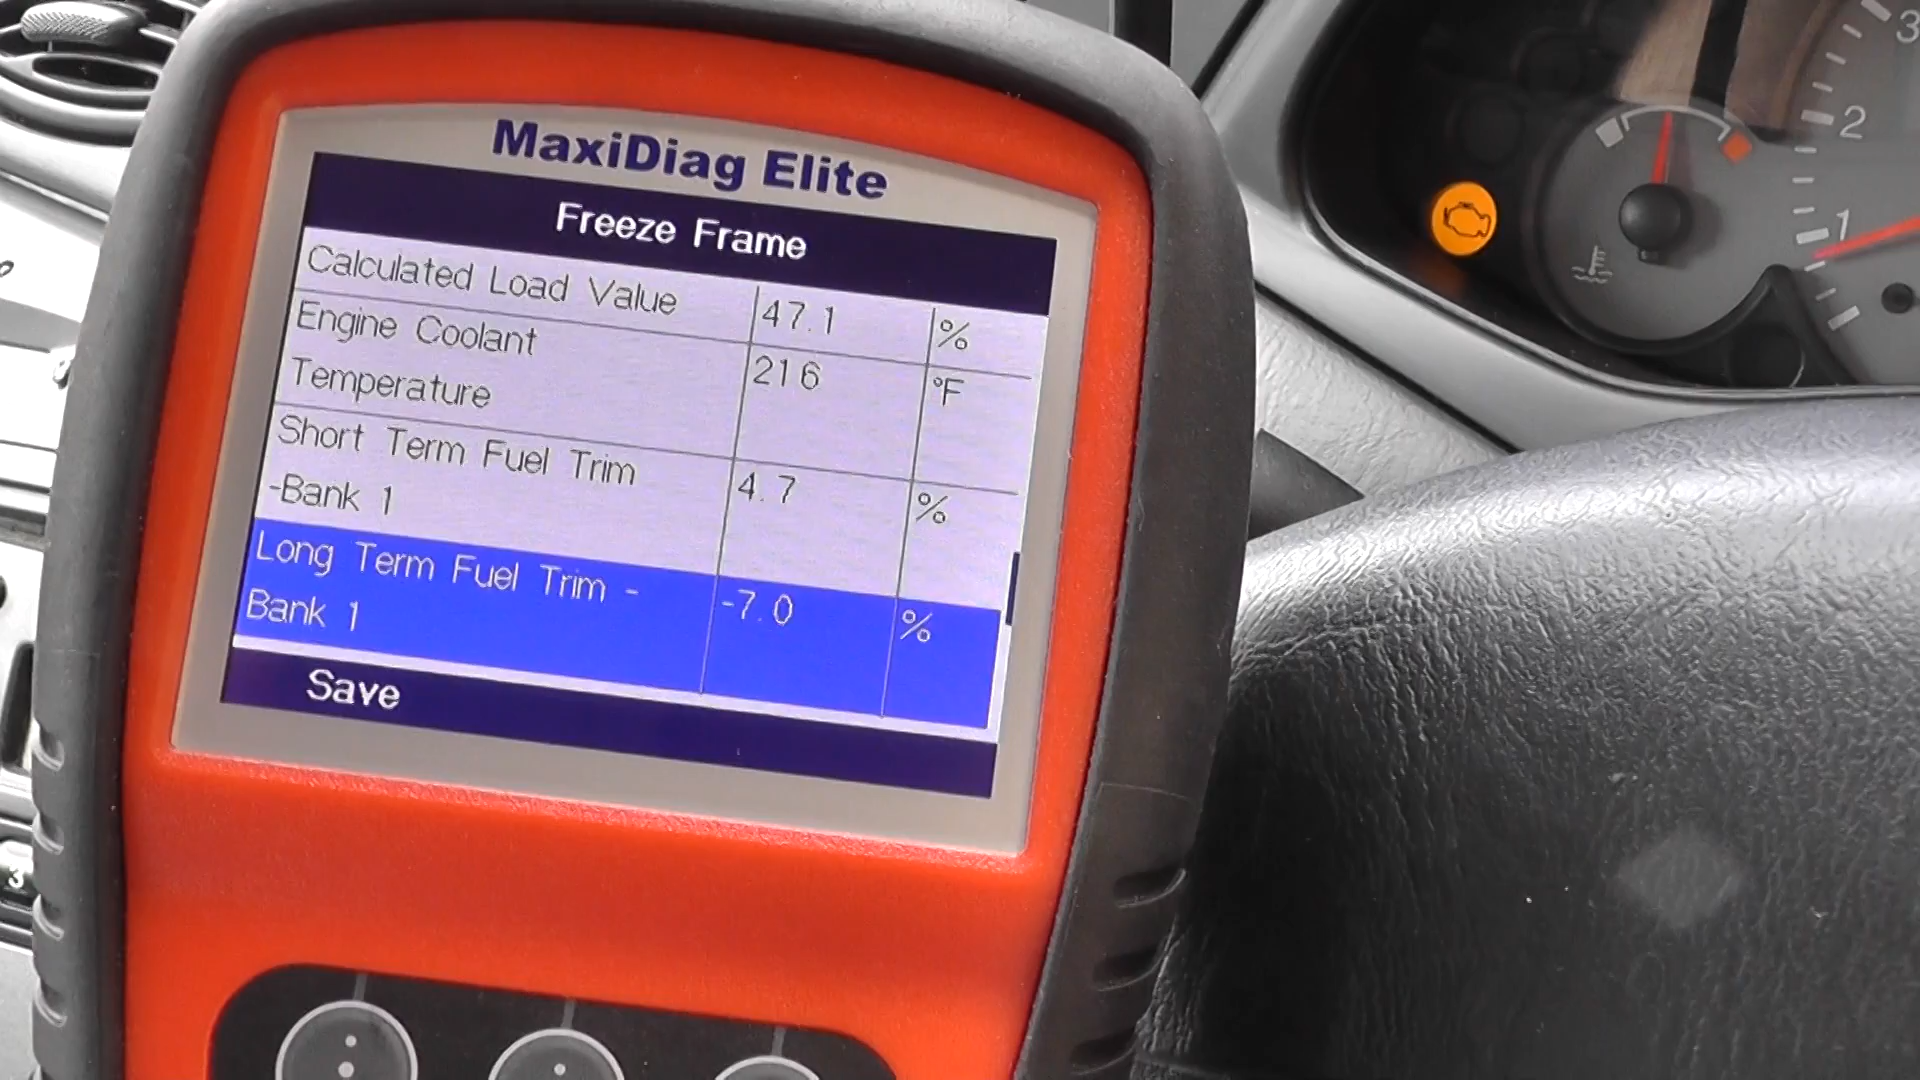 MaxiDiag Elite
Freeze Frame
Calculated Load Value 47.1 %
Engine Coolant
Temperature 216 °F
Short Term Fuel Trim
-Bank 1 4.7 %
Long Term Fuel Trim -
Bank 1 -7.0 %
Save
3
2
1
3